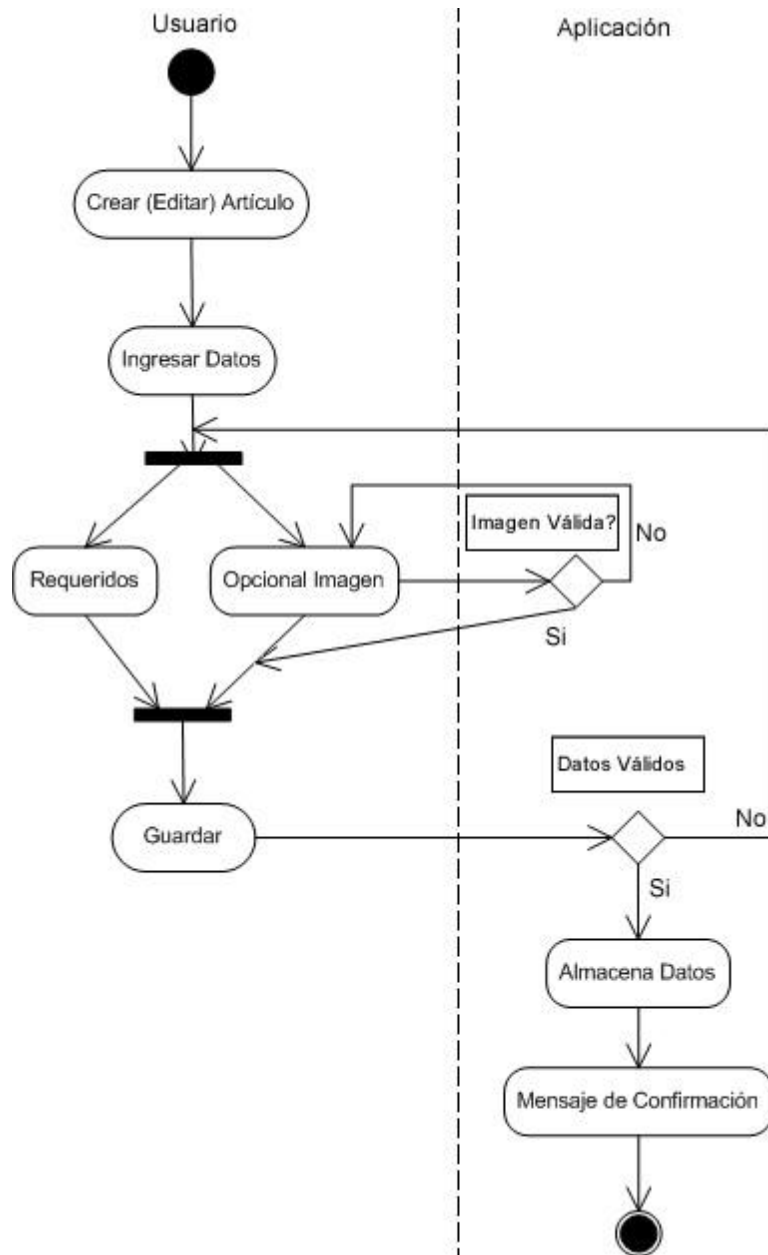 Usuario
Aplicación
Crear (Editar) Artículo
Ingresar Datos
Imagen Válida?
No
Requeridos
Opcional Imagen
Si
Datos Válidos
Guardar
No
Si
Almacena Datos
Mensaje de Confirmación